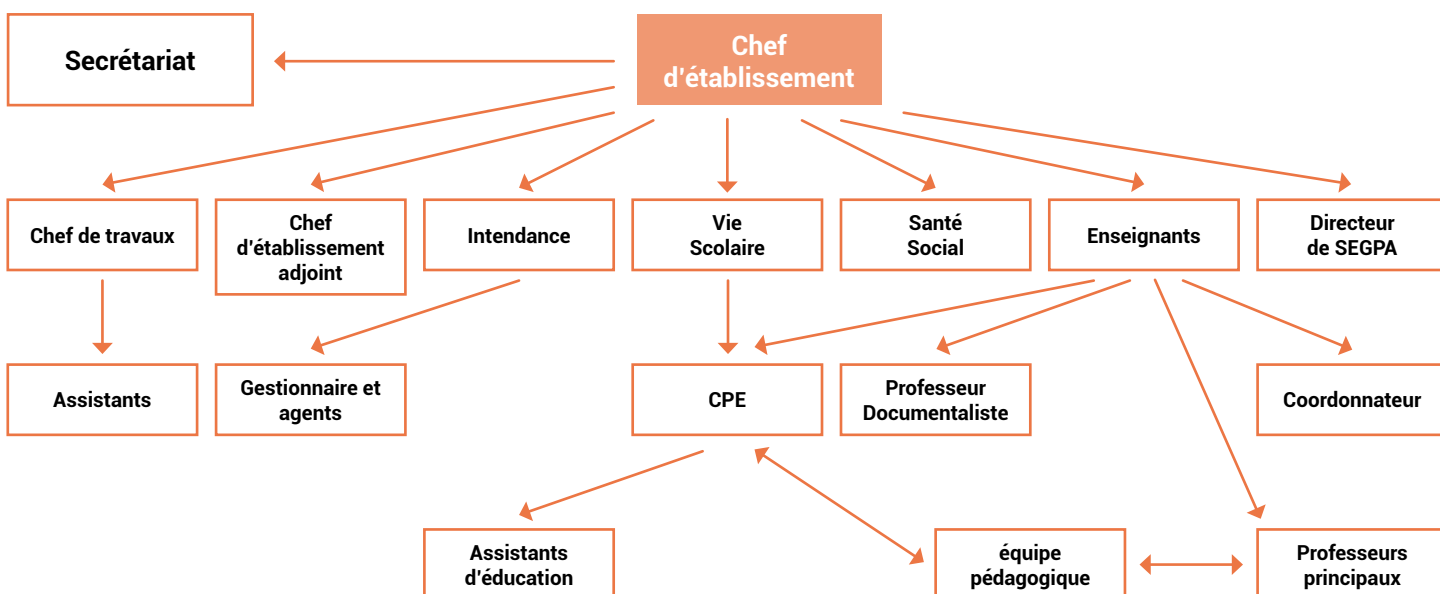 Secrétariat
Chef
d'établissement
Chef de travaux
Chef
d'établissement
adjoint
Intendance
Vie
Scolaire
Santé
Social
Enseignants
Directeur
de SEGPA
Assistants
Gestionnaire et
agents
CPE
Professeur
Documentaliste
Coordonnateur
Assistants
d'éducation
équipe
pédagogique
Professeurs
principaux